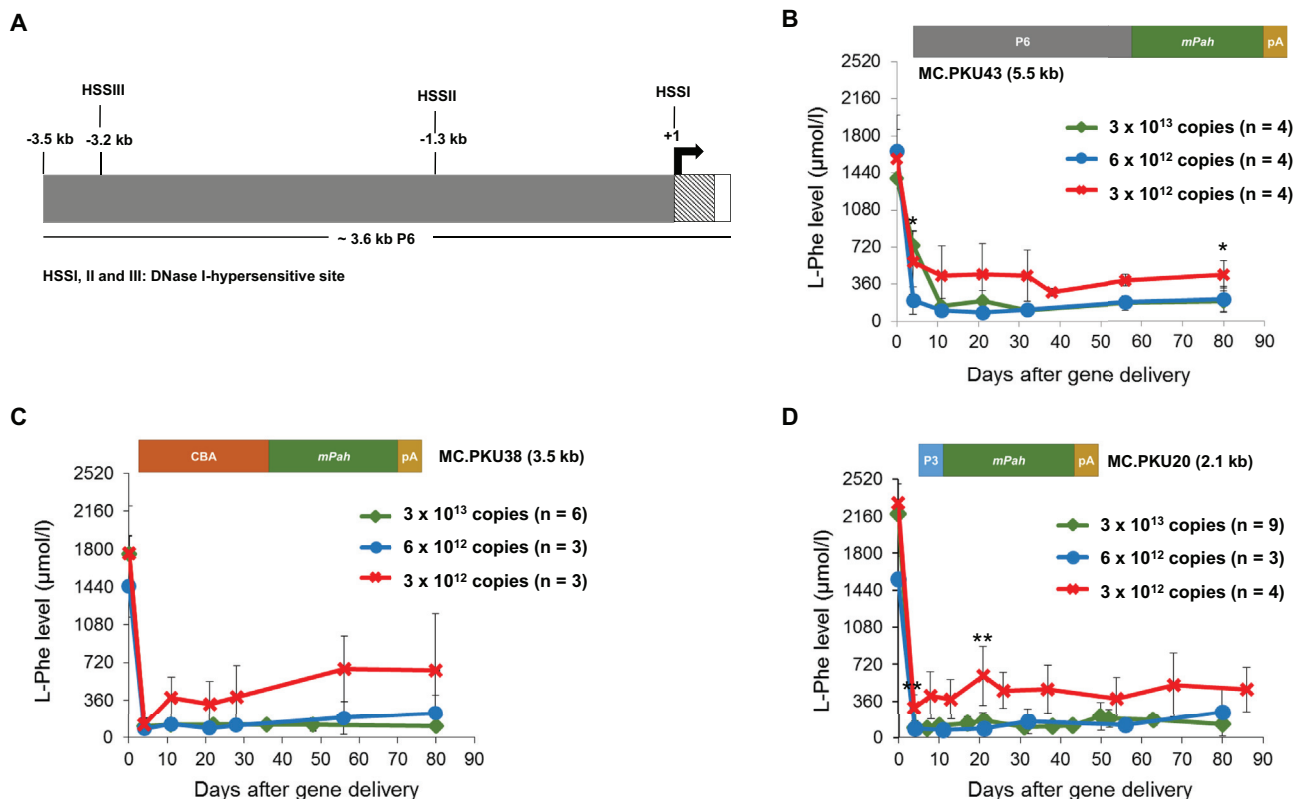 A
HSSIII
HSSII
HSSI
-3.5 kb
-3.2 kb
-1.3 kb
+1
~ 3.6 kb P6
HSSI, II and III: DNase I-hypersensitive site
B
P6
mPah
pA
MC.PKU43 (5.5 kb)
L-Phe level (µmol/l)
2520
2160
1800
1440
1080
720
360
0
3 x 10¹³ copies (n = 4)
6 x 10¹² copies (n = 4)
3 x 10¹² copies (n = 4)
*
*
0 10 20 30 40 50 60 70 80 90
Days after gene delivery
C
CBA
mPah
pA
MC.PKU38 (3.5 kb)
L-Phe level (µmol/l)
2520
2160
1800
1440
1080
720
360
0
3 x 10¹³ copies (n = 6)
6 x 10¹² copies (n = 3)
3 x 10¹² copies (n = 3)
0 10 20 30 40 50 60 70 80 90
Days after gene delivery
D
P3
mPah
pA
MC.PKU20 (2.1 kb)
L-Phe level (µmol/l)
2520
2160
1800
1440
1080
720
360
0
3 x 10¹³ copies (n = 9)
6 x 10¹² copies (n = 3)
3 x 10¹² copies (n = 4)
**
**
0 10 20 30 40 50 60 70 80 90
Days after gene delivery